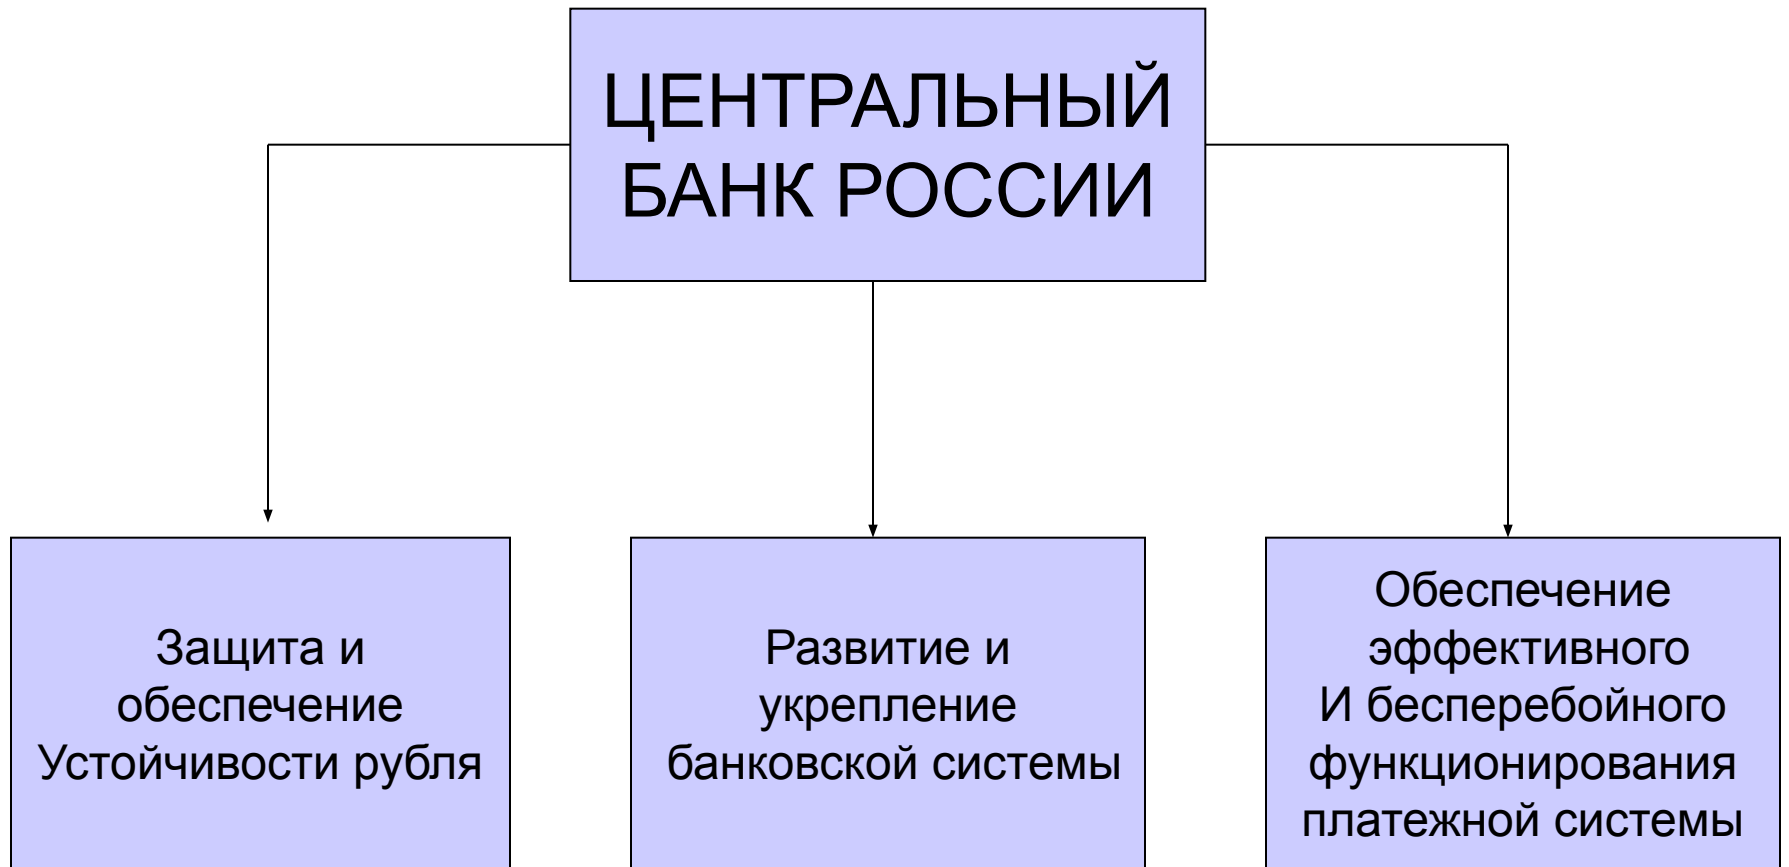 ЦЕНТРАЛЬНЫЙ
БАНК РОССИИ
Защита и
обеспечение
Устойчивости рубля
Развитие и
укрепление
банковской системы
Обеспечение
эффективного
И бесперебойного
функционирования
платежной системы